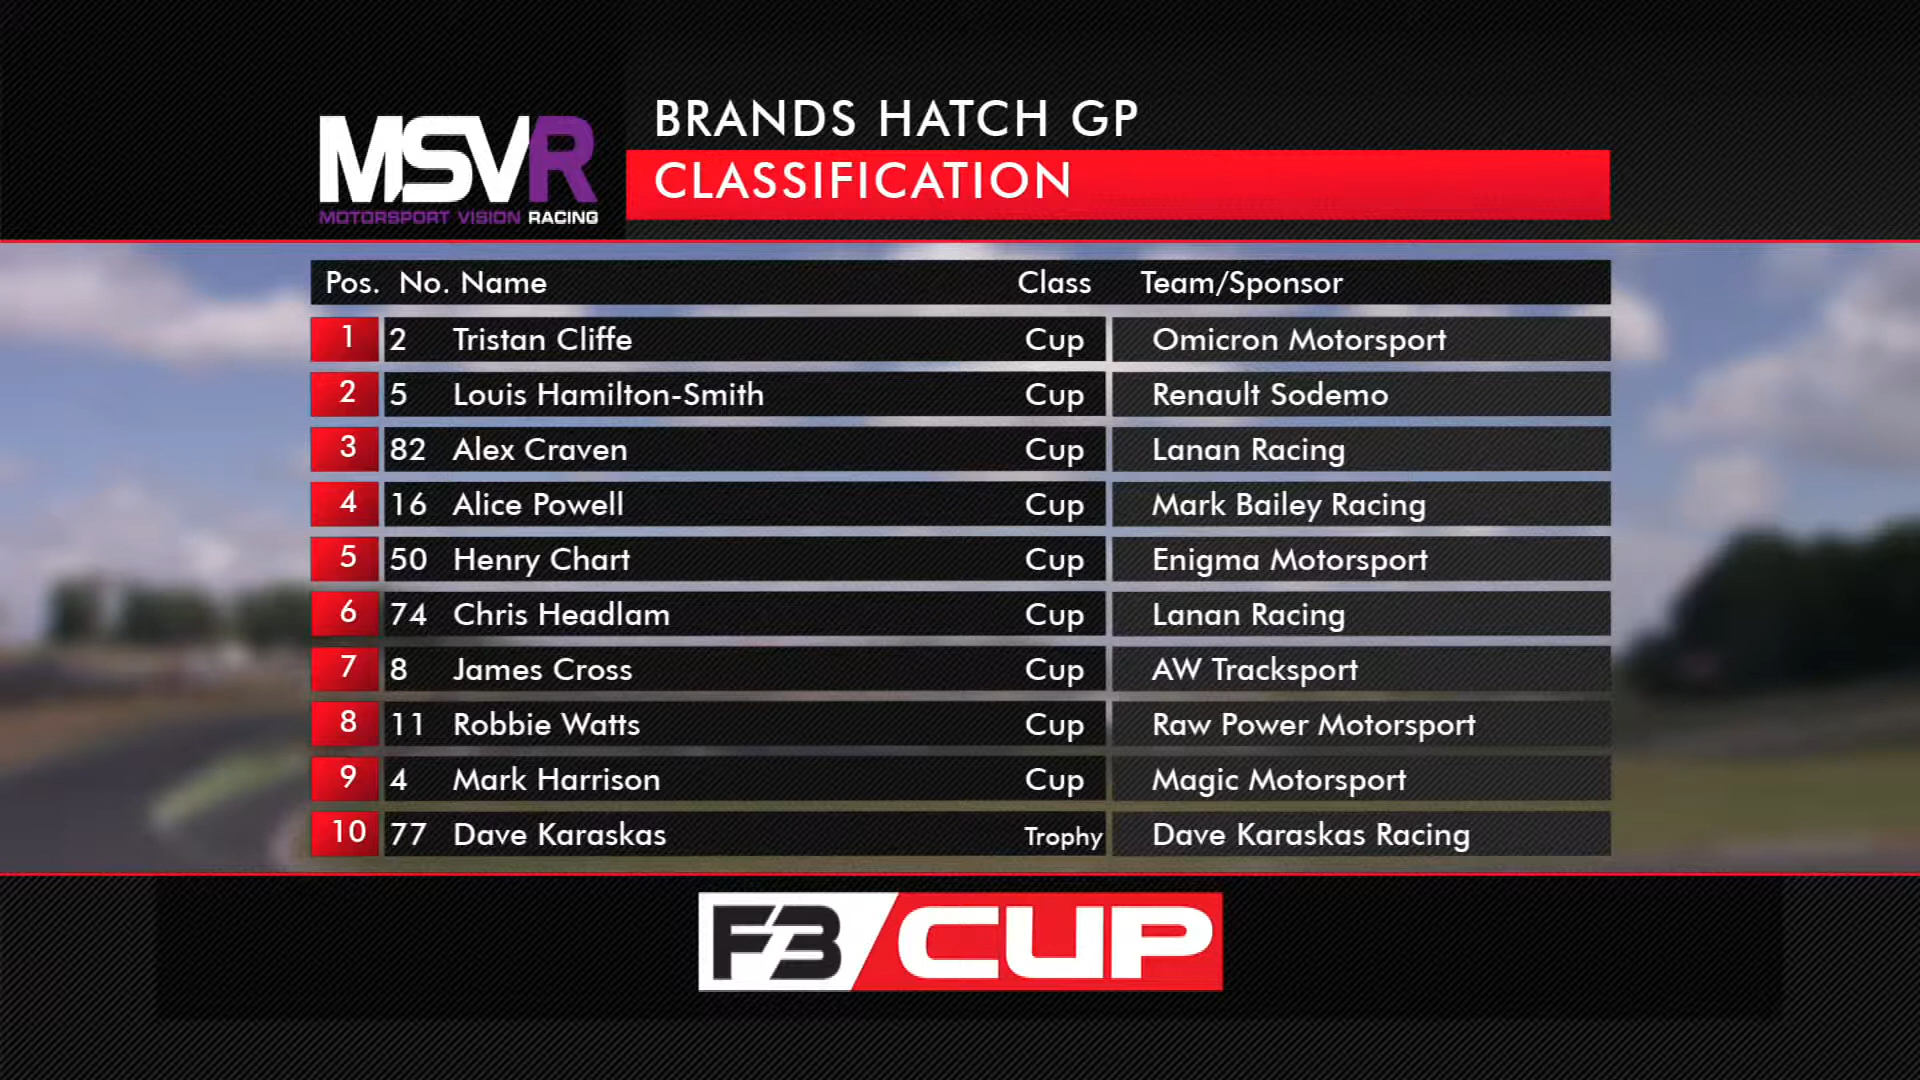 MSVR
MOTORSPORT VISION RACING
BRANDS HATCH GP
CLASSIFICATION
Pos. No. Name Class Team/Sponsor
1 2 Tristan Cliffe Cup Omicron Motorsport
2 5 Louis Hamilton-Smith Cup Renault Sodemo
3 82 Alex Craven Cup Lanan Racing
4 16 Alice Powell Cup Mark Bailey Racing
5 50 Henry Chart Cup Enigma Motorsport
6 74 Chris Headlam Cup Lanan Racing
7 8 James Cross Cup AW Tracksport
8 11 Robbie Watts Cup Raw Power Motorsport
9 4 Mark Harrison Cup Magic Motorsport
10 77 Dave Karaskas Trophy Dave Karaskas Racing
F3/CUP